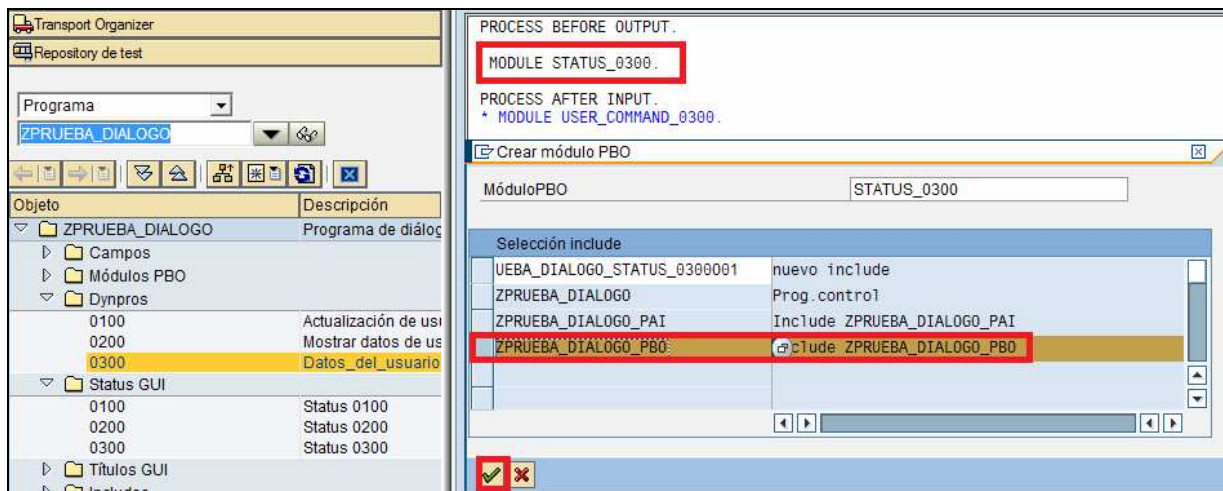 Transport Organizer
Repository de test
Programa
ZPRUEBA_DIALOGO
Objeto Descripción
ZPRUEBA_DIALOGO Programa de diálog
Campos
Módulos PBO
Dynpros
0100 Actualización de usu
0200 Mostrar datos de us
0300 Datos_del_usuario
Status GUI
0100 Status 0100
0200 Status 0200
0300 Status 0300
Títulos GUI
Includes
PROCESS BEFORE OUTPUT.
MODULE STATUS_0300.
PROCESS AFTER INPUT.
* MODULE USER_COMMAND_0300.
Crear módulo PBO
MóduloPBO STATUS_0300
Selección include
UEBA_DIALOGO_STATUS_0300001 nuevo include
ZPRUEBA_DIALOGO Prog.control
ZPRUEBA_DIALOGO_PAI Include ZPRUEBA_DIALOGO_PAI
ZPRUEBA_DIALOGO_PBO clude ZPRUEBA_DIALOGO_PBO